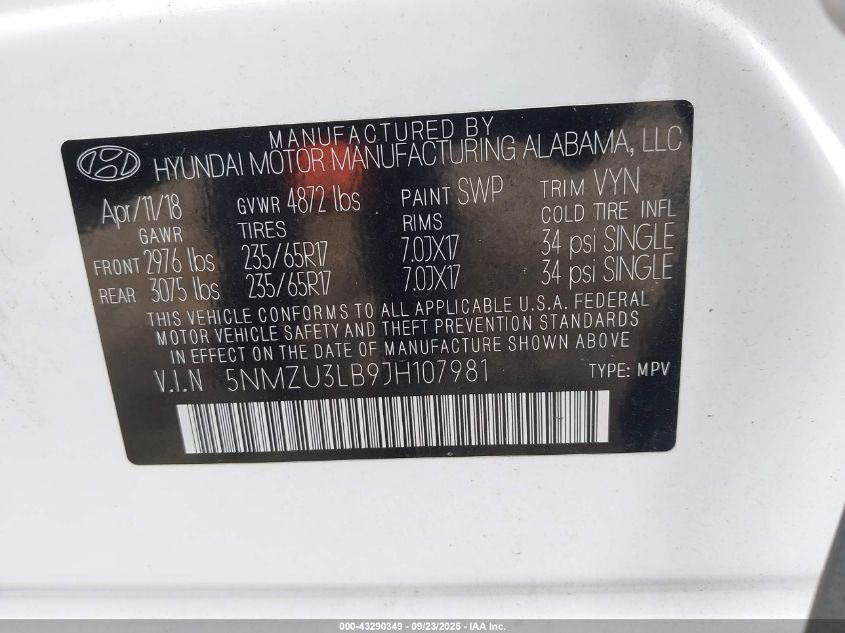 MANUFACTURED BY
HYUNDAI MOTOR MANUFACTURING ALABAMA, LLC
Apr/11/18 GVWR 4872 lbs PAINT SWP TRIM VYN
GAWR TIRES RIMS COLD TIRE INFL
FRONT 2976 lbs 235/65R17 7.0JX17 34 psi SINGLE
REAR 3075 lbs 235/65R17 7.0JX17 34 psi SINGLE
THIS VEHICLE CONFORMS TO ALL APPLICABLE U.S.A. FEDERAL
MOTOR VEHICLE SAFETY AND THEFT PREVENTION STANDARDS
IN EFFECT ON THE DATE OF MANUFACTURE SHOWN ABOVE
V.I.N 5NMZU3LB9JH107981 TYPE: MPV
000-43290349 - 09/23/2025 - IAA Inc.